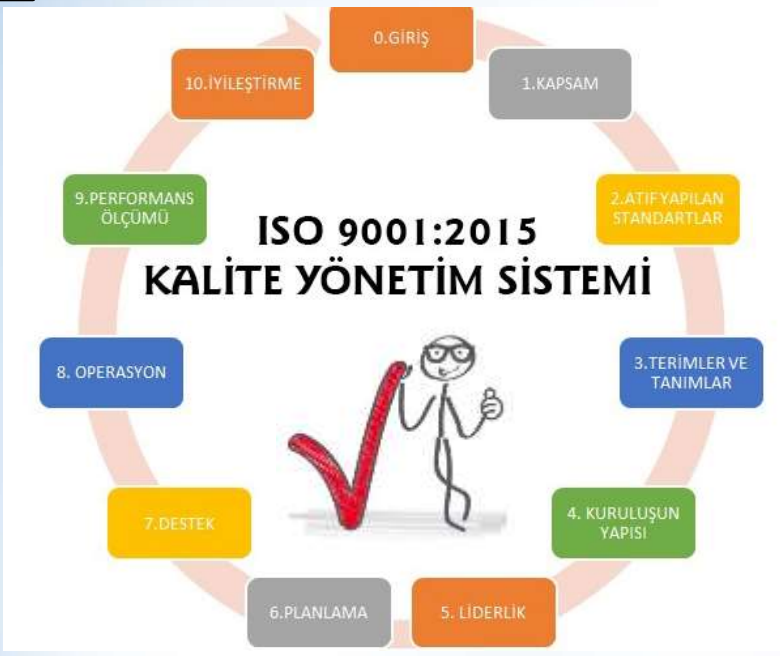 0.GİRİŞ
1.KAPSAM
2.ATIF YAPILAN
STANDARTLAR
3.TERİMLER VE
TANIMLAR
4. KURULUŞUN
YAPISI
5. LİDERLİK
6.PLANLAMA
7.DESTEK
8. OPERASYON
9.PERFORMANS
ÖLÇÜMÜ
10.İYİLEŞTİRME
ISO 9001:2015
KALİTE YÖNETİM SİSTEMİ